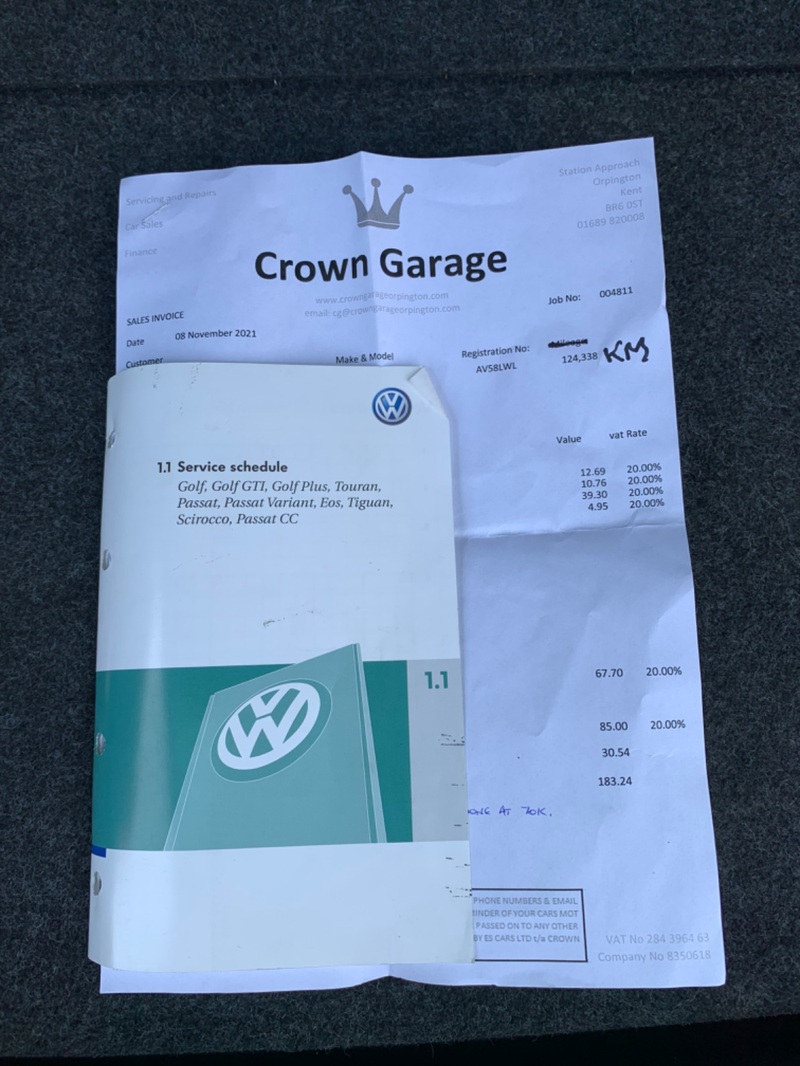 Servicing and Repairs
Car Sales
Finance
Station Approach
Orpington
Kent
BR6 0ST
01689 820008
Crown Garage
www.crowngarageorpington.com
email: cg@crowngarageorpington.com
SALES INVOICE
Job No: 004811
Date 08 November 2021
Customer Make & Model Registration No: Mileage
AV58LWL 124,338 KM
Value vat Rate
12.69 20.00%
10.76 20.00%
39.30 20.00%
4.95 20.00%
67.70 20.00%
85.00 20.00%
30.54
183.24
AT 70K.
PHONE NUMBERS & EMAIL
INDER OF YOUR CARS MOT
PASSED ON TO ANY OTHER
BY ES CARS LTD t/a CROWN
VAT No 284 3964 63
Company No 8350618
1.1 Service schedule
Golf, Golf GTI, Golf Plus, Touran,
Passat, Passat Variant, Eos, Tiguan,
Scirocco, Passat CC
1.1